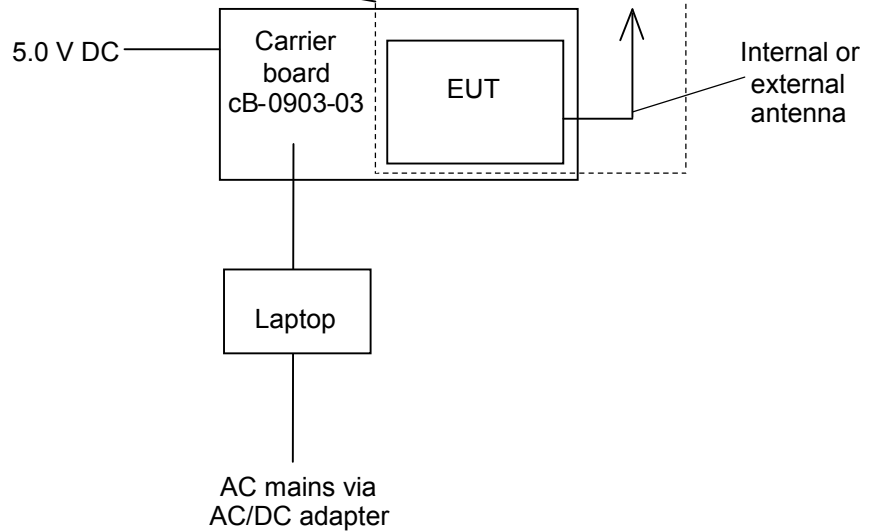 5.0 V DC
Carrier
board
cB-0903-03
EUT
Internal or
external
antenna
Laptop
AC mains via
AC/DC adapter